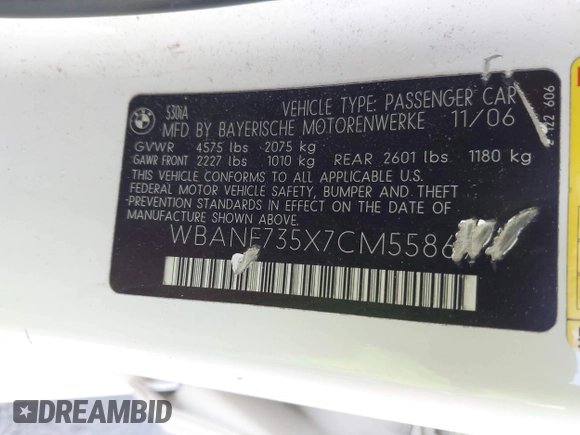 BMW
530iA
VEHICLE TYPE: PASSENGER CAR
MFD BY BAYERISCHE MOTORENWERKE 11/06
GVWR 4575 lbs 2075 kg
GAWR FRONT 2227 lbs 1010 kg REAR 2601 lbs 1180 kg
THIS VEHICLE CONFORMS TO ALL APPLICABLE U.S.
FEDERAL MOTOR VEHICLE SAFETY, BUMPER AND THEFT
PREVENTION STANDARDS IN EFFECT ON THE DATE OF
MANUFACTURE SHOWN ABOVE.
DREAMBID